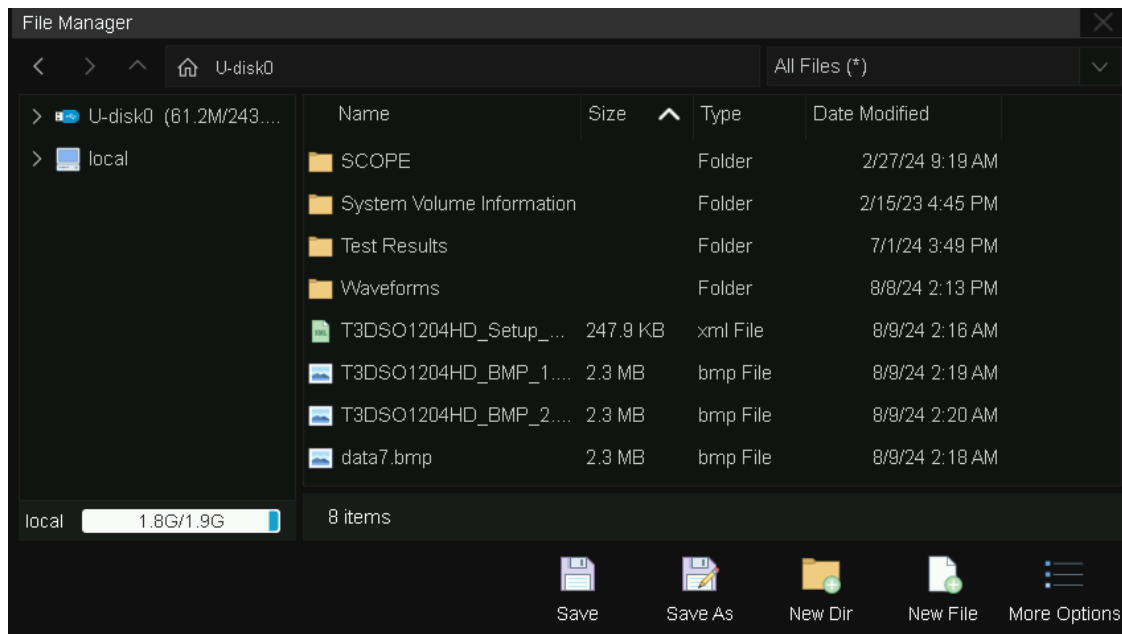 File Manager
U-disk0
All Files (*)
U-disk0 (61.2M/243....
local
Name Size Type Date Modified
SCOPE Folder 2/27/24 9:19 AM
System Volume Information Folder 2/15/23 4:45 PM
Test Results Folder 7/1/24 3:49 PM
Waveforms Folder 8/8/24 2:13 PM
T3DSO1204HD_Setup_... 247.9 KB xml File 8/9/24 2:16 AM
T3DSO1204HD_BMP_1.... 2.3 MB bmp File 8/9/24 2:19 AM
T3DSO1204HD_BMP_2.... 2.3 MB bmp File 8/9/24 2:20 AM
data7.bmp 2.3 MB bmp File 8/9/24 2:18 AM
local 1.8G/1.9G
8 items
Save Save As New Dir New File More Options